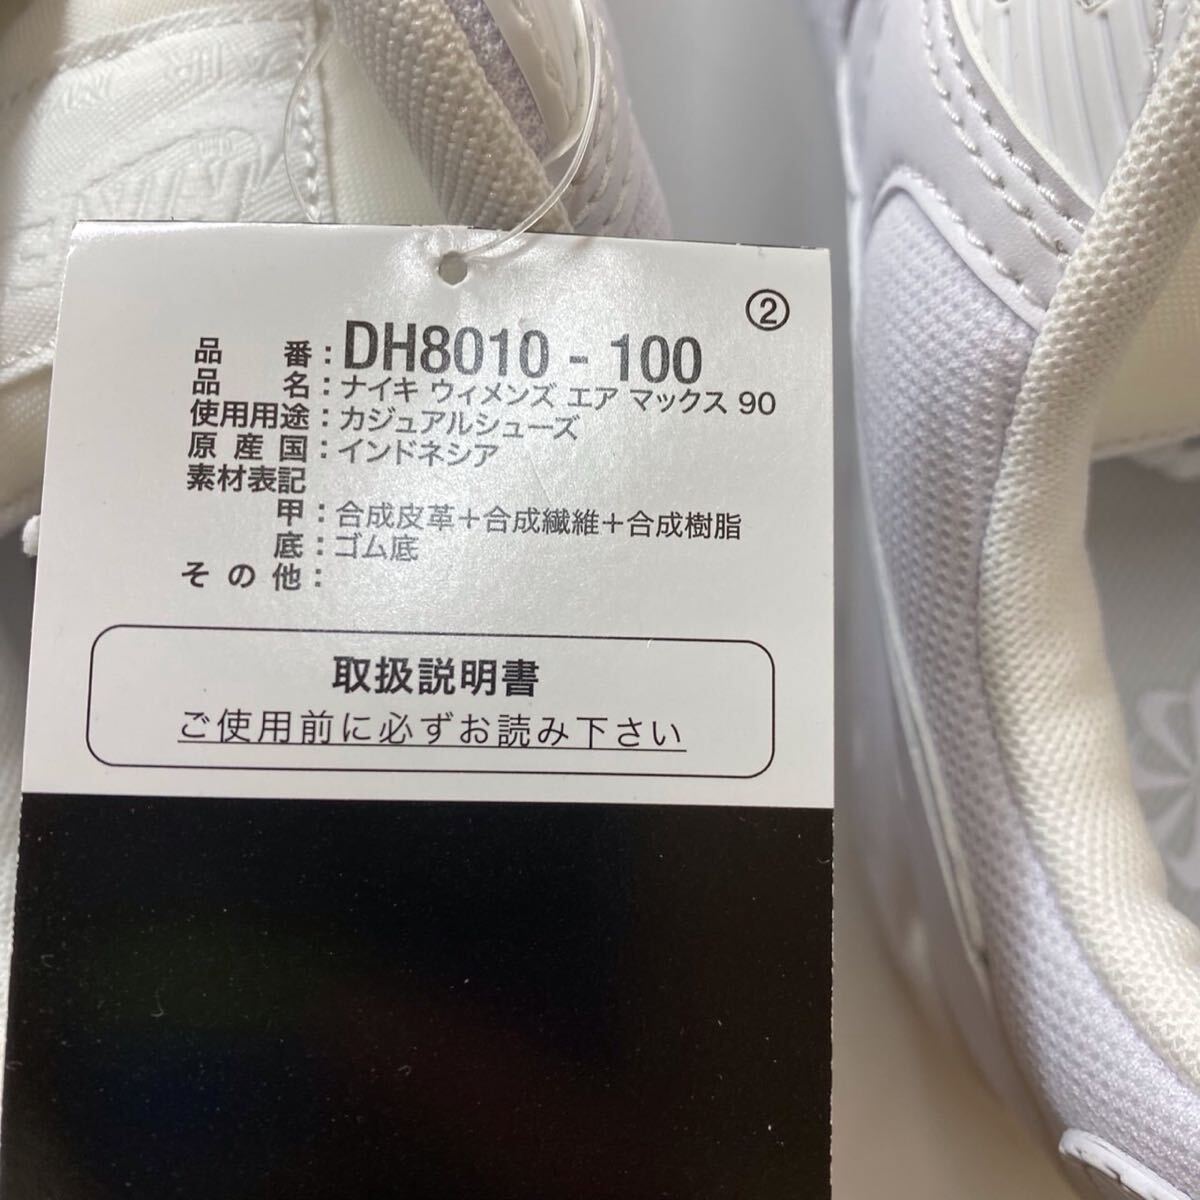 ②
品番：DH8010 - 100
品名：ナイキ ウィメンズ エア マックス 90
使用用途：カジュアルシューズ
原産国：インドネシア
素材表記
甲：合成皮革＋合成繊維＋合成樹脂
底：ゴム底
その他：
取扱説明書
ご使用前に必ずお読み下さい